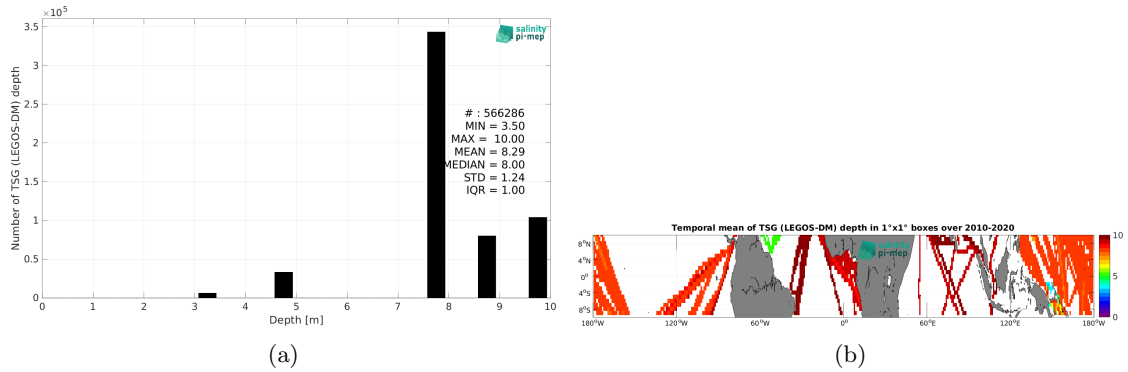 ×10^5
salinity
pi-mep
3.5
3
2.5
2
1.5
1
0.5
0
Number of TSG (LEGOS-DM) depth
# : 566286
MIN = 3.50
MAX = 10.00
MEAN = 8.29
MEDIAN = 8.00
STD = 1.24
IQR = 1.00
0 1 2 3 4 5 6 7 8 9 10
Depth [m]
(a)
Temporal mean of TSG (LEGOS-DM) depth in 1°x1° boxes over 2010-2020
salinity
pi-mep
8°N
4°N
0°
4°S
8°S
180°W 120°W 60°W 0° 60°E 120°E 180°W
10
8
6
4
2
0
(b)